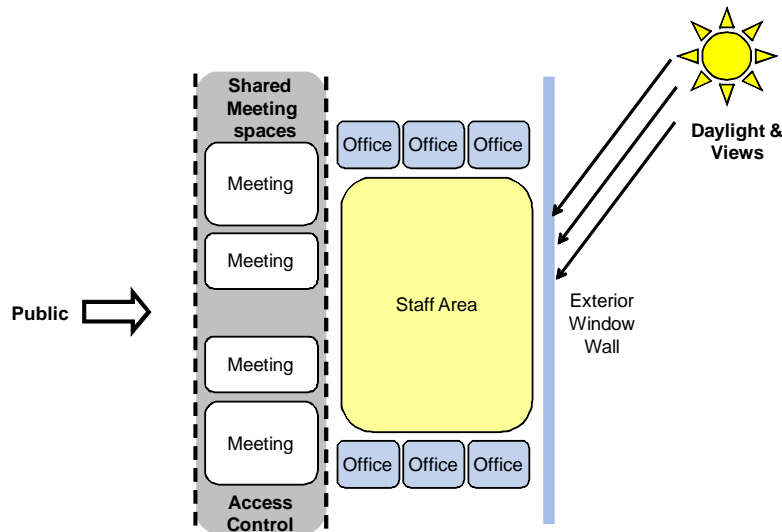 Shared
Meeting
spaces
Meeting
Meeting
Meeting
Meeting
Access
Control
Public
Office Office Office
Staff Area
Office Office Office
Exterior
Window
Wall
Daylight &
Views